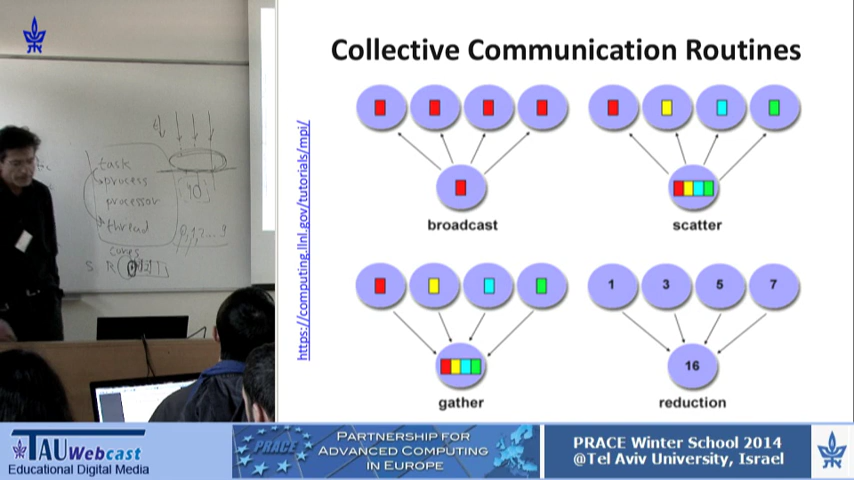 Collective Communication Routines
https://computing.llnl.gov/tutorials/mpi/
broadcast
scatter
gather
1 3 5 7
16
reduction
task
process
processor
thread
cores
TAU Webcast
Educational Digital Media
PRACE
PARTNERSHIP FOR
ADVANCED COMPUTING
IN EUROPE
PRACE Winter School 2014
@Tel Aviv University, Israel